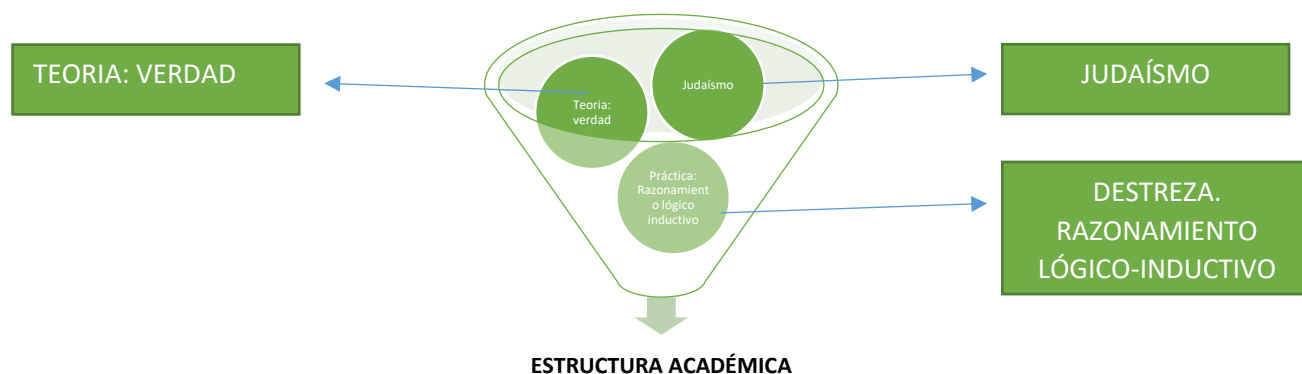 TEORIA: VERDAD
Teoria:
verdad
Judaísmo
JUDAÍSMO
Práctica:
Razonamient
o lógico
inductivo
DESTREZA.
RAZONAMIENTO
LÓGICO-INDUCTIVO
ESTRUCTURA ACADÉMICA